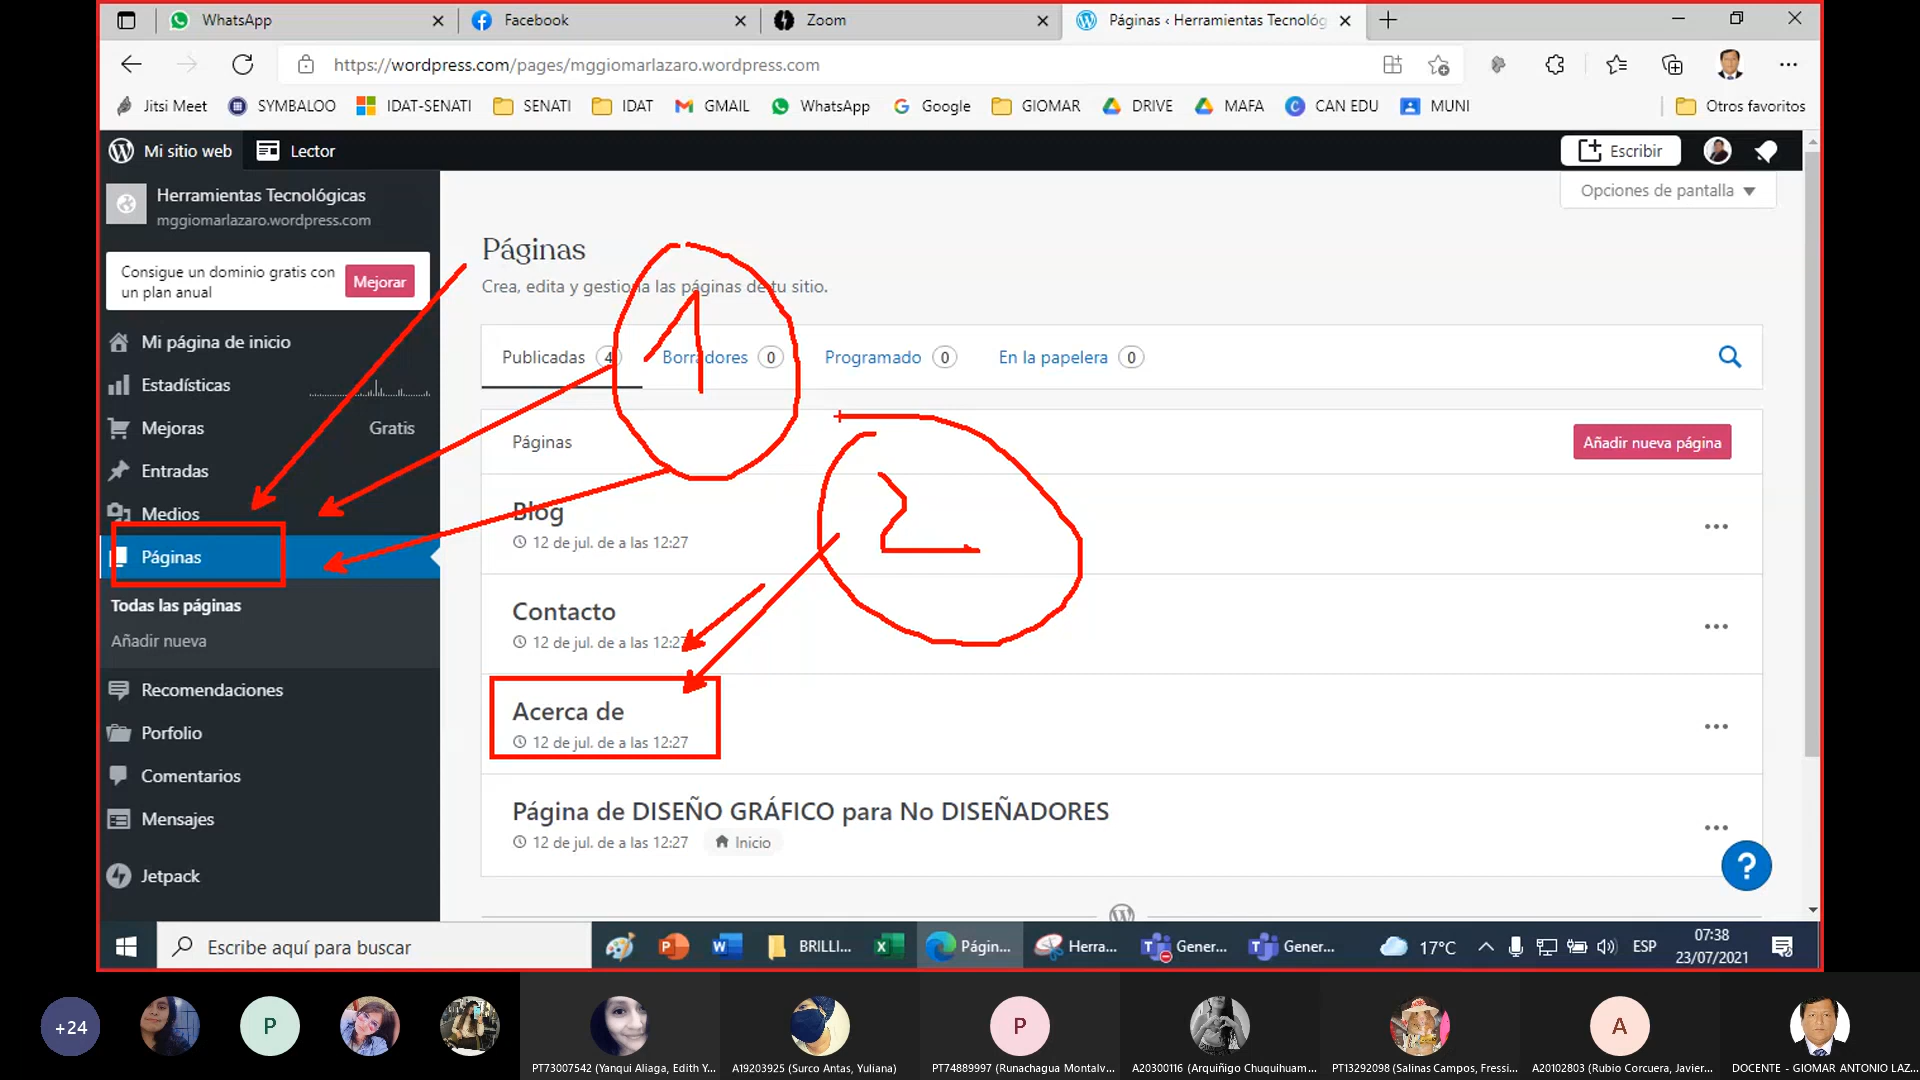 WhatsApp
Facebook
Zoom
Páginas ‹ Herramientas Tecnológ
https://wordpress.com/pages/mggiomarlazaro.wordpress.com
Jitsi Meet SYMBALOO IDAT-SENATI SENATI IDAT GMAIL WhatsApp Google GIOMAR DRIVE MAFA CAN EDU MUNI Otros favoritos
Mi sitio web Lector Escribir
Herramientas Tecnológicas
mggiomarlazaro.wordpress.com
Opciones de pantalla
Consigue un dominio gratis con
un plan anual
Mejorar
Mi página de inicio
Estadísticas
Mejoras Gratis
Entradas
Medios
Páginas
Todas las páginas
Añadir nueva
Recomendaciones
Porfolio
Comentarios
Mensajes
Jetpack
Páginas
Crea, edita y gestiona las páginas de tu sitio.
Publicadas 4 Borradores 0 Programado 0 En la papelera 0
1
Páginas Añadir nueva página
2
Blog
12 de jul. de a las 12:27
Contacto
12 de jul. de a las 12:27
Acerca de
12 de jul. de a las 12:27
Página de DISEÑO GRÁFICO para No DISEÑADORES
12 de jul. de a las 12:27 Inicio
?
Escribe aquí para buscar
BRILLI... Págin... Herra... Gener... Gener... 17°C ESP
07:38
23/07/2021
+24
P
P
A
PT73007542 (Yanqui Aliaga, Edith Y...
A19203925 (Surco Antas, Yuliana)
PT74889997 (Runachagua Montalv...
A20300116 (Arquiñigo Chuquihuam...
PT13292098 (Salinas Campos, Fressi...
A20102803 (Rubio Corcuera, Javier...
DOCENTE - GIOMAR ANTONIO LAZ...